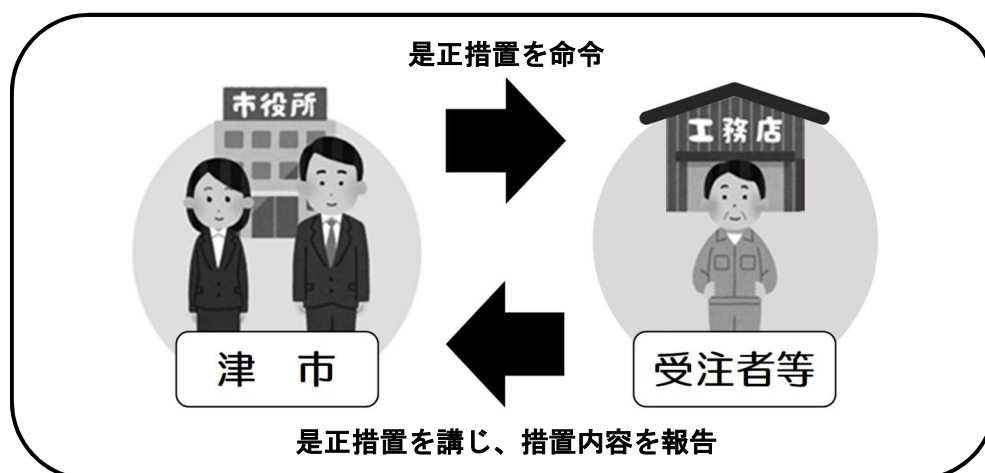 是正措置を命令
市役所
工務店
津 市
受注者等
是正措置を講じ、措置内容を報告